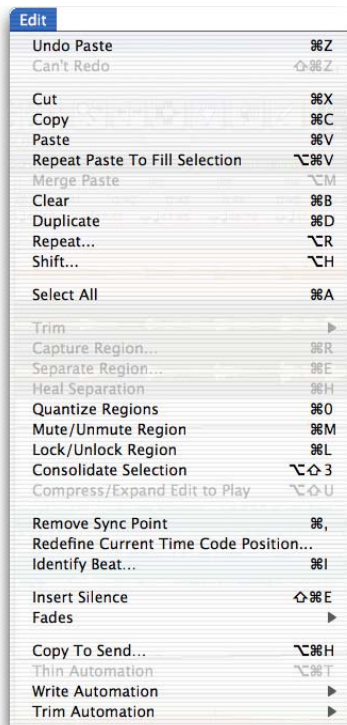 Edit
Undo Paste ⌘Z
Can't Redo ⇧⌘Z
Cut ⌘X
Copy ⌘C
Paste ⌘V
Repeat Paste To Fill Selection ⌥⌘V
Merge Paste ⌥M
Clear ⌘B
Duplicate ⌘D
Repeat... ⌥R
Shift... ⌥H
Select All ⌘A
Trim ▶
Capture Region... ⌘R
Separate Region... ⌘E
Heal Separation ⌘H
Quantize Regions ⌘0
Mute/Unmute Region ⌘M
Lock/Unlock Region ⌘L
Consolidate Selection ⌥⇧3
Compress/Expand Edit to Play ⌥⇧U
Remove Sync Point ⌘,
Redefine Current Time Code Position...
Identify Beat... ⌘I
Insert Silence ⇧⌘E
Fades ▶
Copy To Send... ⌥⌘H
Thin Automation ⌥⌘T
Write Automation ▶
Trim Automation ▶